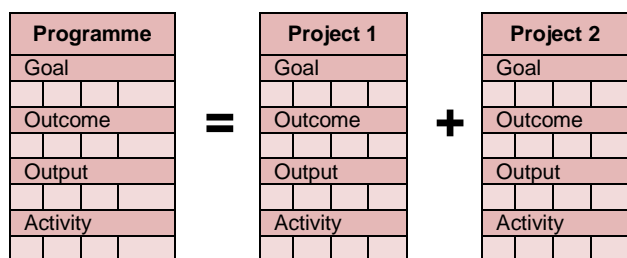 Programme
Goal
Outcome
Output
Activity
=
Project 1
Goal
Outcome
Output
Activity
+
Project 2
Goal
Outcome
Output
Activity